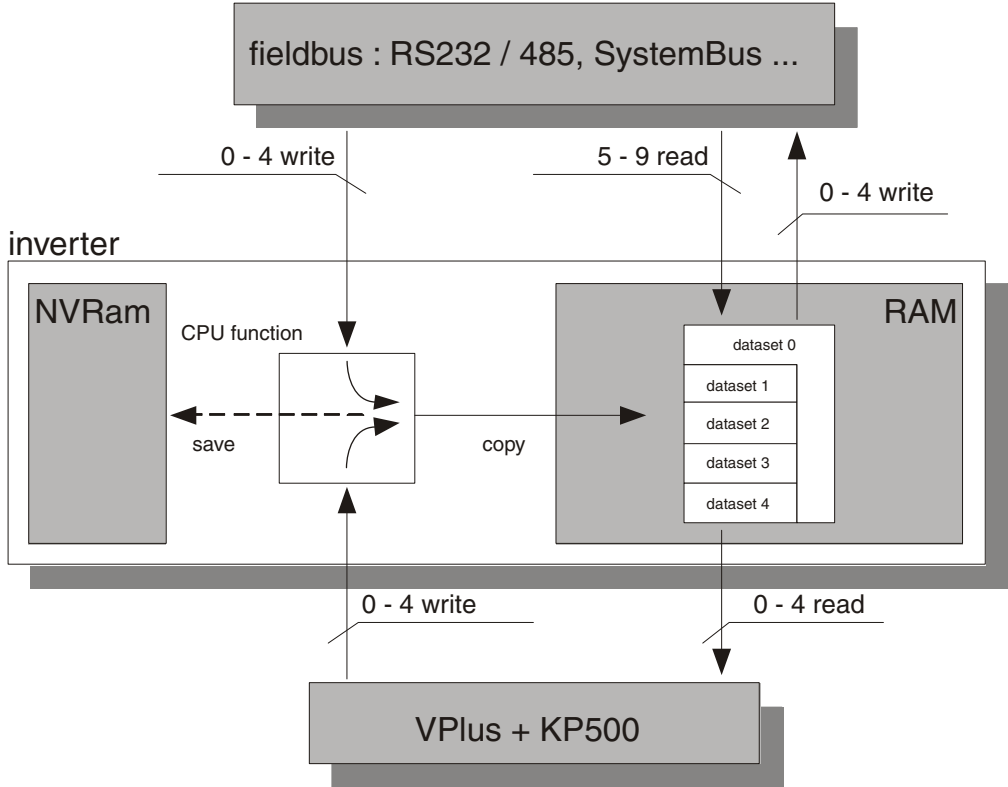 fieldbus : RS232 / 485, SystemBus ...
0 - 4 write
5 - 9 read
0 - 4 write
inverter
NVRam
CPU function
RAM
dataset 0
dataset 1
dataset 2
dataset 3
dataset 4
save
copy
0 - 4 write
0 - 4 read
VPlus + KP500